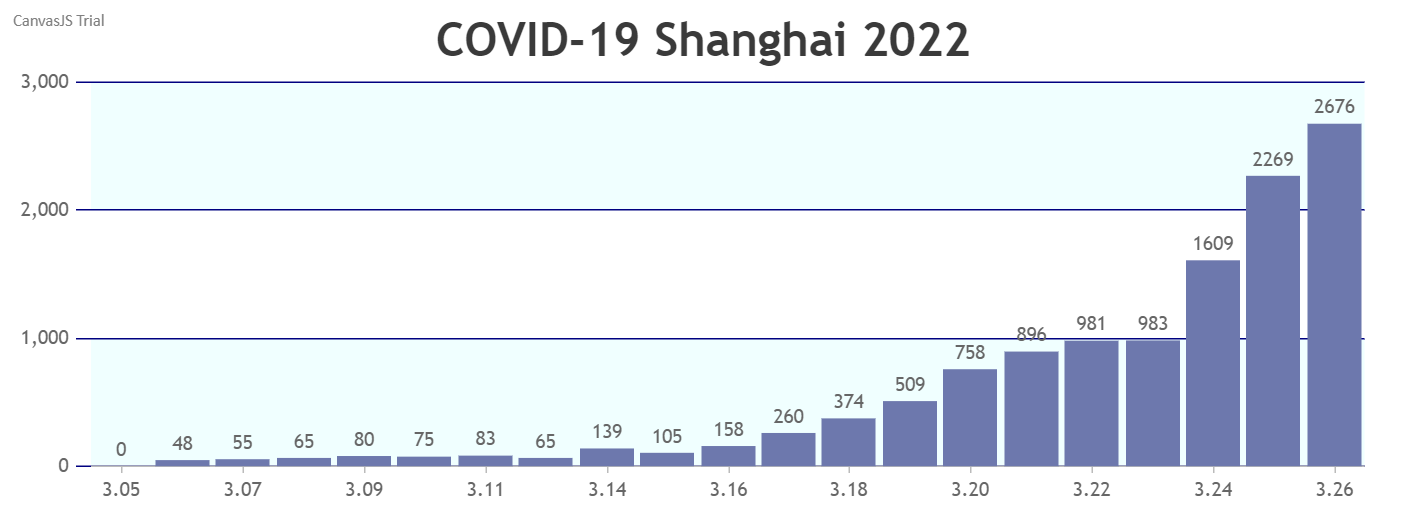 CanvasJS Trial
COVID-19 Shanghai 2022
3,000
2,000
1,000
0
0 48 55 65 80 75 83 65 139 105 158 260 374 509 758 896 981 983 1609 2269 2676
3.05 3.07 3.09 3.11 3.14 3.16 3.18 3.20 3.22 3.24 3.26